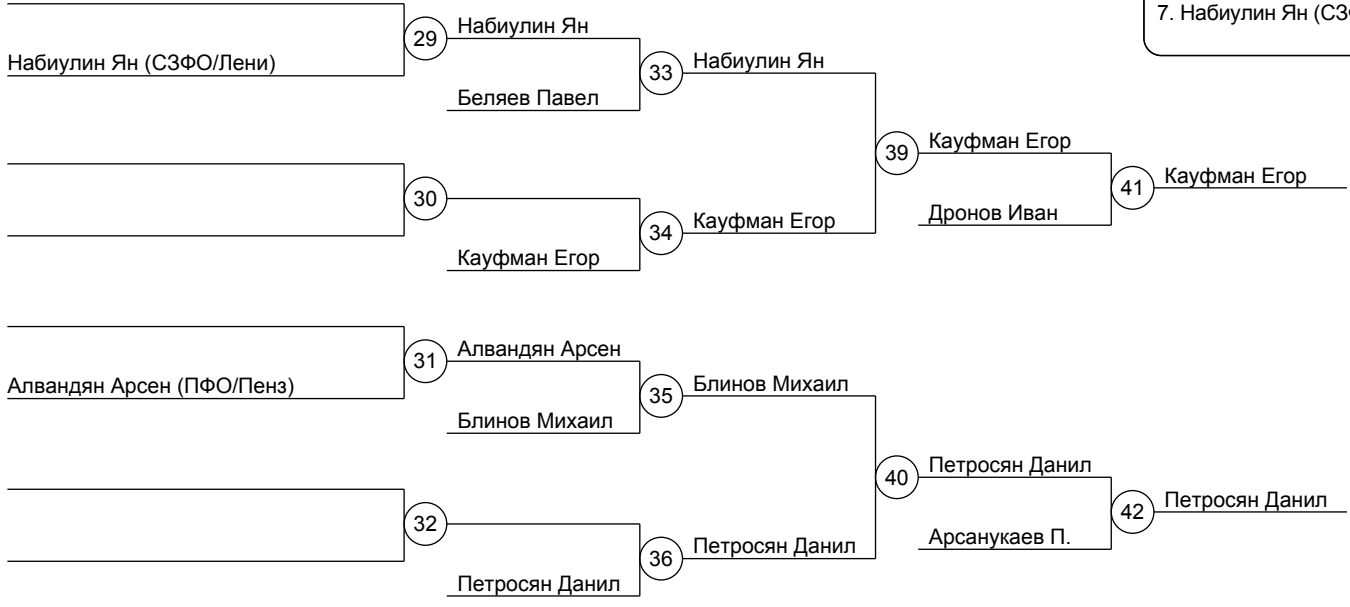 7. Набиулин Ян
Набиулин Ян (СЗФО/Лени)
29
Набиулин Ян
Беляев Павел
33
Набиулин Ян
30
Кауфман Егор
34
Кауфман Егор
39
Кауфман Егор
Дронов Иван
41
Кауфман Егор
Алвандян Арсен (ПФО/Пенз)
31
Алвандян Арсен
Блинов Михаил
35
Блинов Михаил
32
Петросян Данил
36
Петросян Данил
40
Петросян Данил
Арсанукаев П.
42
Петросян Данил